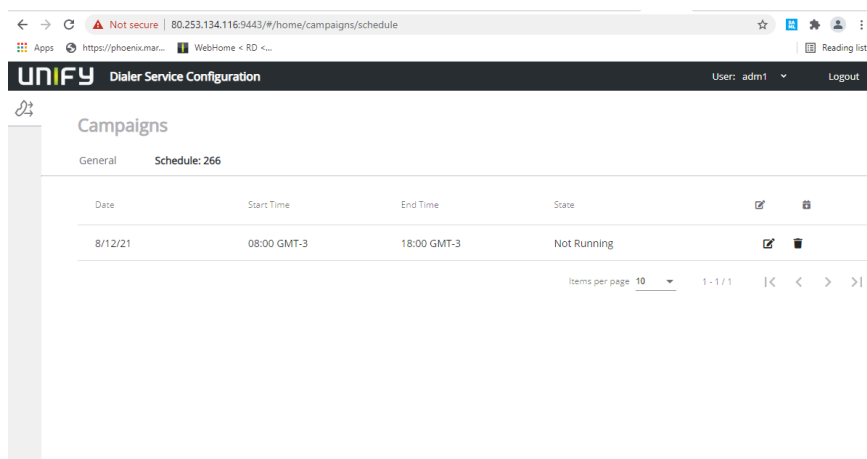 Not secure | 80.253.134.116:9443/#/home/campaigns/schedule
Apps https://phoenix.mar... WebHome < RD <... Reading list
UNIFY Dialer Service Configuration User: adm1 Logout
Campaigns
General Schedule: 266
Date Start Time End Time State
8/12/21 08:00 GMT-3 18:00 GMT-3 Not Running
Items per page 10 1 - 1 / 1